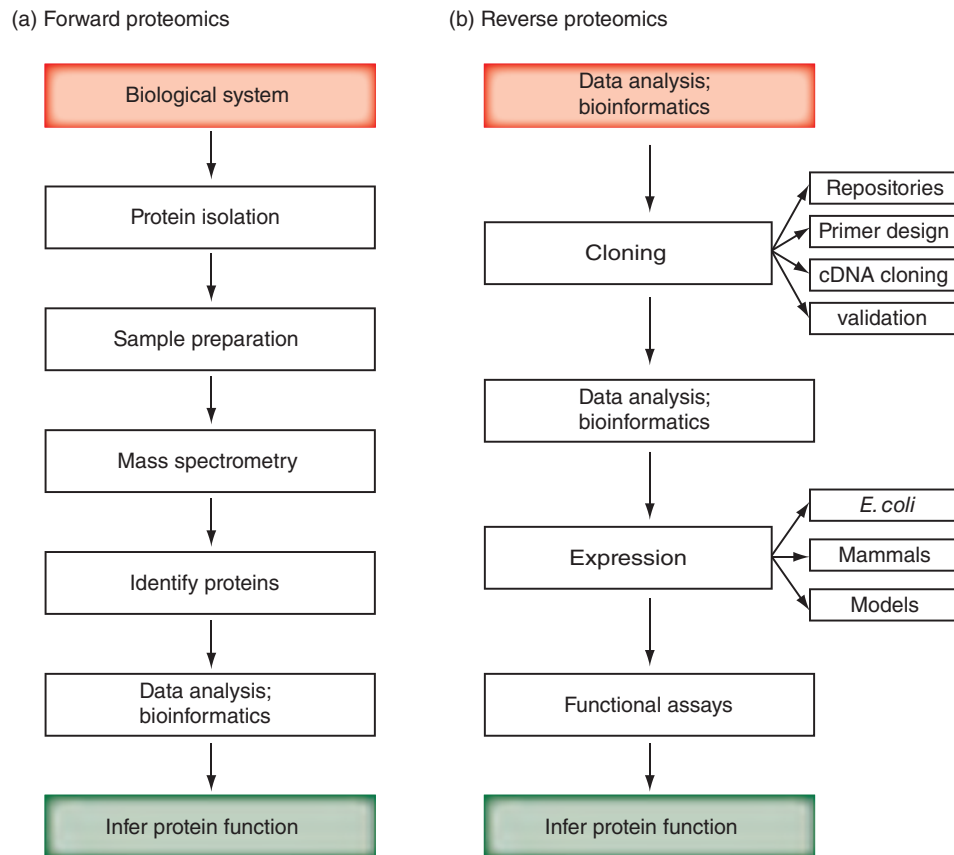 (a) Forward proteomics
Biological system
Protein isolation
Sample preparation
Mass spectrometry
Identify proteins
Data analysis;
bioinformatics
Infer protein function
(b) Reverse proteomics
Data analysis;
bioinformatics
Cloning
Repositories
Primer design
cDNA cloning
validation
Data analysis;
bioinformatics
Expression
E. coli
Mammals
Models
Functional assays
Infer protein function